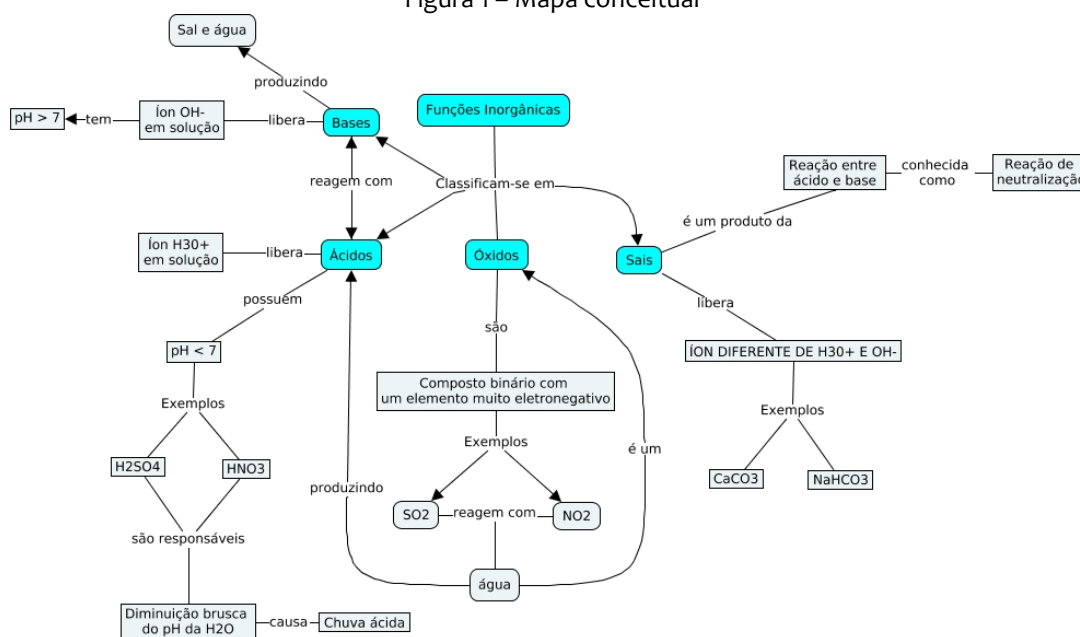 Figura 1 – Mapa conceitual
Sal e água
produzindo
Funções Inorgânicas
pH > 7
tem
Íon OH-
em solução
libera
Bases
reagem com
Classificam-se em
Reação entre
ácido e base
conhecida
como
Reação de
neutralização
é um produto da
Íon H30+
em solução
libera
Ácidos
Óxidos
Sais
possuem
são
libera
pH < 7
ÍON DIFERENTE DE H30+ E OH-
Composto binário com
um elemento muito eletronegativo
Exemplos
Exemplos
Exemplos
é um
H2SO4
HNO3
CaCO3
NaHCO3
produzindo
SO2
reagem com
NO2
são responsáveis
água
Diminuição brusca
do pH da H2O
causa
Chuva ácida